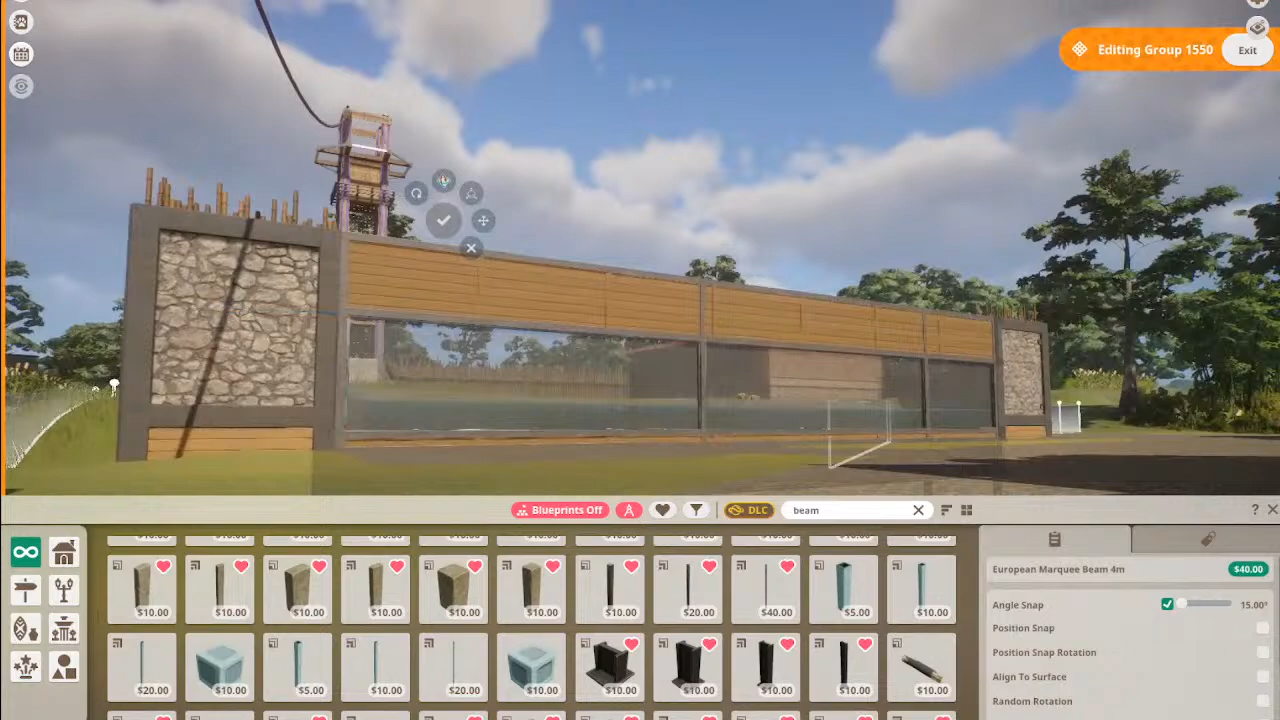 Editing Group 1550
Exit
Blueprints Off
DLC
beam
?
$10.00 $10.00 $10.00 $10.00 $10.00 $10.00 $10.00 $20.00 $40.00 $5.00 $10.00
$20.00 $10.00 $5.00 $10.00 $20.00 $10.00 $10.00 $10.00 $10.00 $10.00 $10.00
European Marquee Beam 4m
$40.00
Angle Snap
15.00°
Position Snap
Position Snap Rotation
Align To Surface
Random Rotation